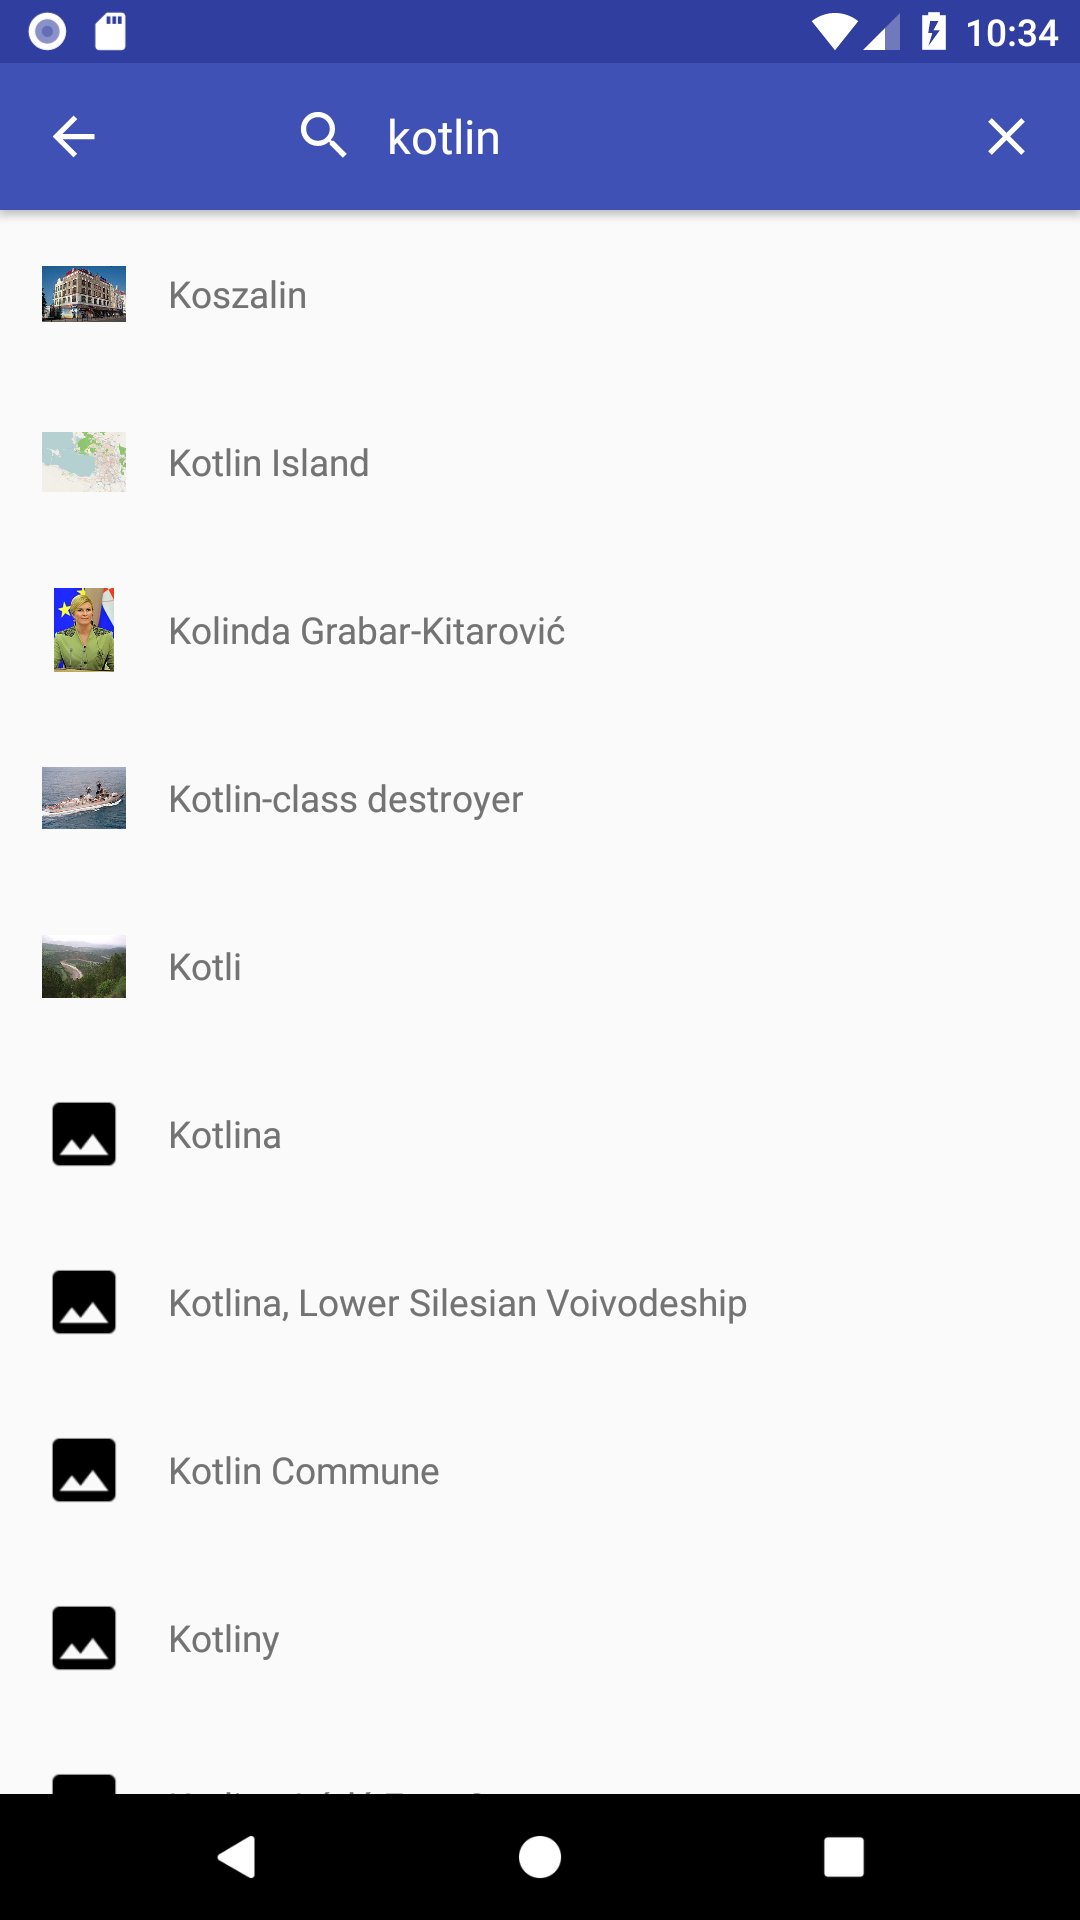 10:34
kotlin
Koszalin
Kotlin Island
Kolinda Grabar-Kitarović
Kotlin-class destroyer
Kotli
Kotlina
Kotlina, Lower Silesian Voivodeship
Kotlin Commune
Kotliny